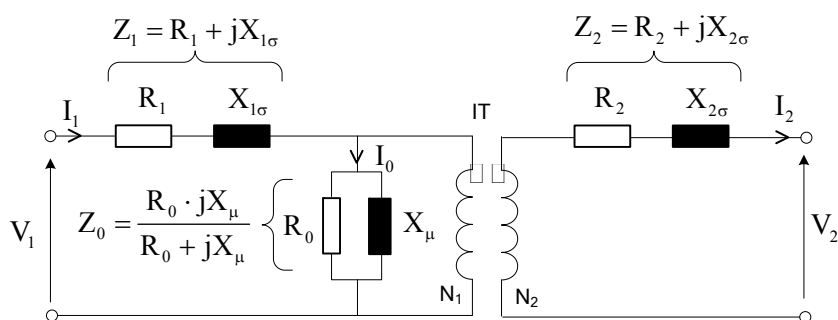 Z₁ = R₁ + jX₁σ
Z₂ = R₂ + jX₂σ
I₁
R₁
X₁σ
IT
R₂
X₂σ
I₂
I₀
V₁
Z₀ = (R₀ · jXμ) / (R₀ + jXμ)
R₀
Xμ
V₂
N₁
N₂